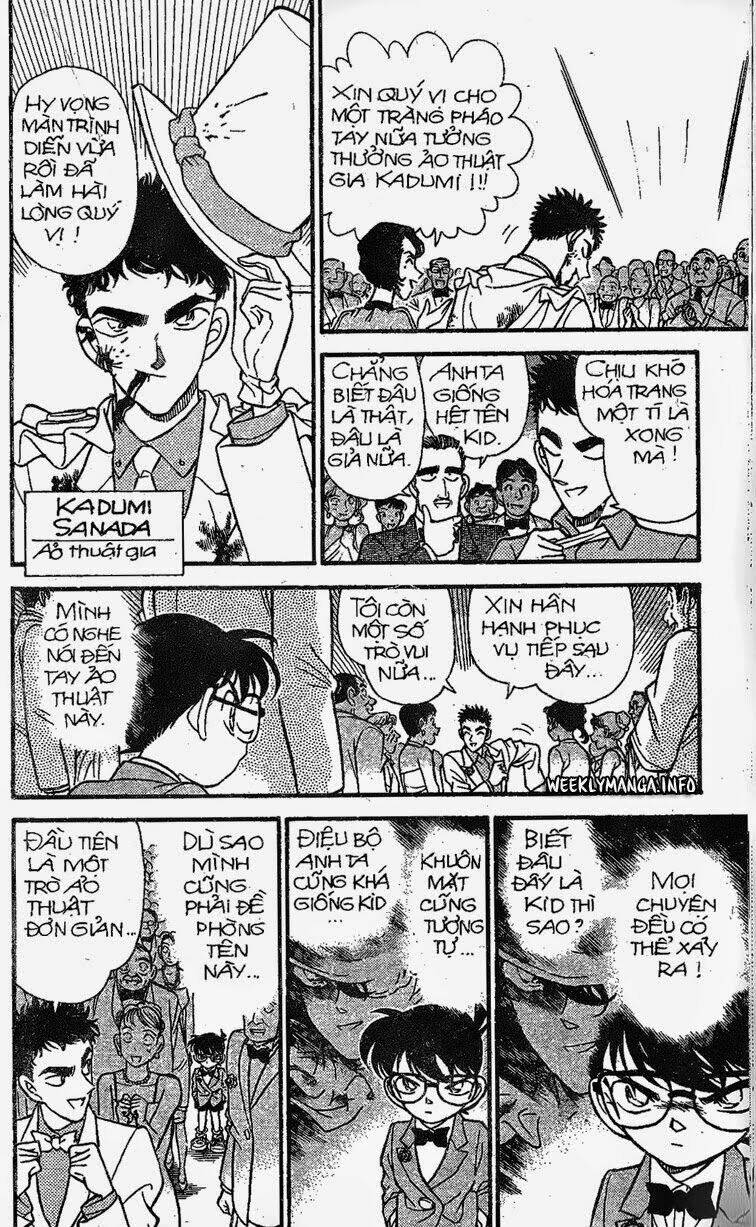 XIN QUÝ VỊ CHO
MỘT TRÀNG PHÁO
TAY NỮA TƯỞNG
THƯỞNG ẢO THUẬT
GIA KADUMI !!!
HY VỌNG
MÀN TRÌNH
DIỄN VỪA
RỒI ĐÃ
LÀM HÀI
LÒNG QUÝ
VỊ !
KADUMI
SANADA
Ảo thuật gia
CHỊU KHÓ
HÓA TRANG
MỘT TÍ LÀ
XONG
MÀ !
ANH TA
GIỐNG
HỆT TÊN
KID.
CHẲNG
BIẾT ĐÂU
LÀ THẬT,
ĐÂU LÀ
GIẢ NỮA.
XIN HÂN
HẠNH PHỤC
VỤ TIẾP SAU
ĐÂY...
TÔI CÒN
MỘT SỐ
TRÒ VUI
NỮA...
MÌNH
CÓ NGHE
NÓI ĐẾN
TAY ẢO
THUẬT
NÀY.
WEEKLYMANGA.INFO
MỌI
CHUYỆN
ĐỀU CÓ
THỂ XẢY
RA !
BIẾT
ĐÂU
ĐÂY LÀ
KID THÌ
SAO ?
KHUÔN
MẶT
CŨNG
TƯƠNG
TỰ...
ĐIỆU BỘ
ANH TA
CŨNG KHÁ
GIỐNG KID
...
DÙ SAO
MÌNH
CŨNG
PHẢI ĐỀ
PHÒNG
TÊN
NÀY...
ĐẦU TIÊN
LÀ MỘT
TRÒ ẢO
THUẬT
ĐƠN GIẢN...